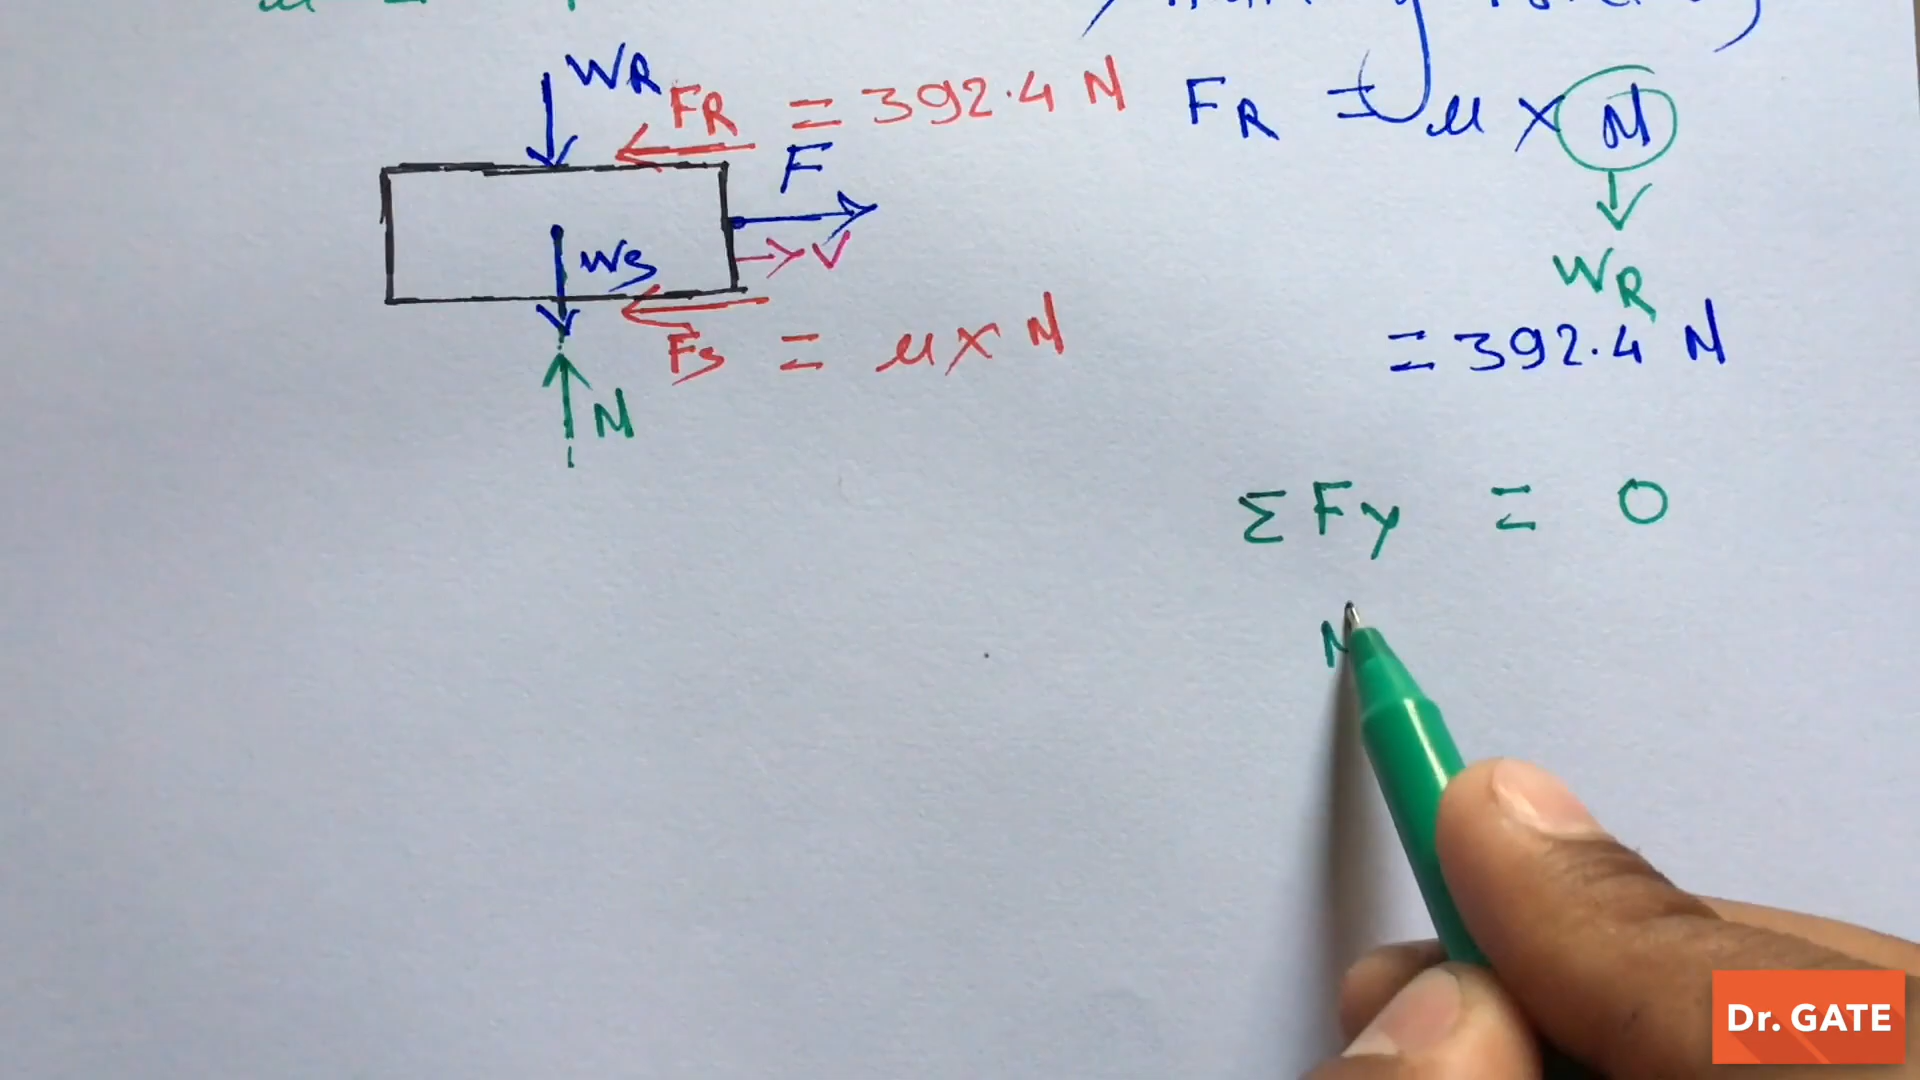 WR
FR = 392.4 N
FR = μ × N
F
V
WS
WR
FS = μ × N
= 392.4 N
N
ΣFy = 0
N
Dr. GATE